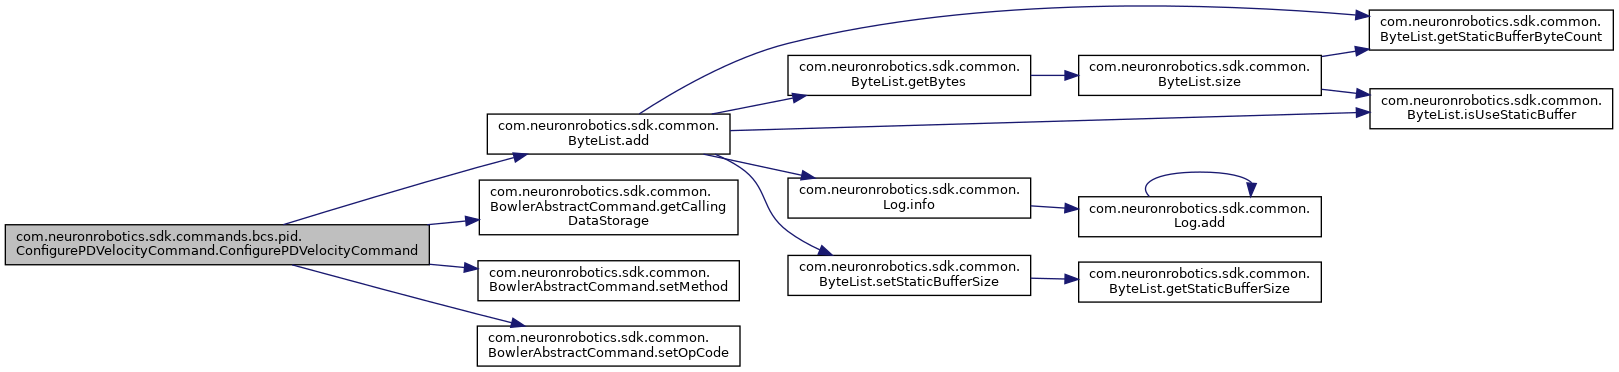 com.neuronrobotics.sdk.commands.bcs.pid.
ConfigurePDVelocityCommand.ConfigurePDVelocityCommand
com.neuronrobotics.sdk.common.
ByteList.add
com.neuronrobotics.sdk.common.
BowlerAbstractCommand.getCalling
DataStorage
com.neuronrobotics.sdk.common.
BowlerAbstractCommand.setMethod
com.neuronrobotics.sdk.common.
BowlerAbstractCommand.setOpCode
com.neuronrobotics.sdk.common.
ByteList.getBytes
com.neuronrobotics.sdk.common.
Log.info
com.neuronrobotics.sdk.common.
ByteList.setStaticBufferSize
com.neuronrobotics.sdk.common.
ByteList.size
com.neuronrobotics.sdk.common.
Log.add
com.neuronrobotics.sdk.common.
ByteList.getStaticBufferSize
com.neuronrobotics.sdk.common.
ByteList.getStaticBufferByteCount
com.neuronrobotics.sdk.common.
ByteList.isUseStaticBuffer